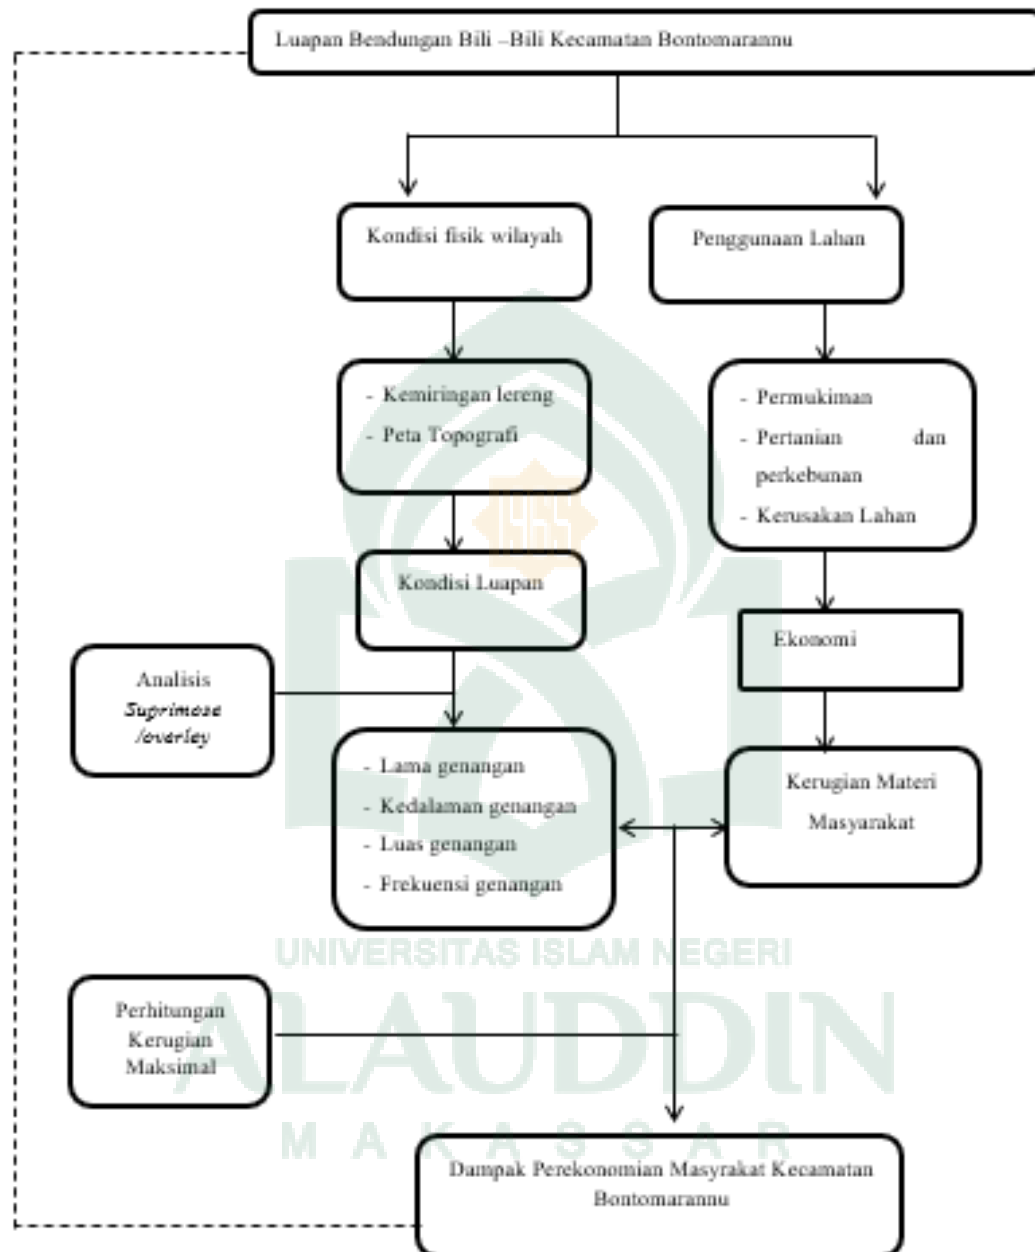 Luapan Bendungan Bili –Bili Kecamatan Bontomarannu
Kondisi fisik wilayah
Penggunaan Lahan
- Kemiringan lereng
- Peta Topografi
- Permukiman
- Pertanian dan
perkebunan
- Kerusakan Lahan
Kondisi Luapan
Ekonomi
Analisis
Suprimose
/overley
- Lama genangan
- Kedalaman genangan
- Luas genangan
- Frekuensi genangan
Kerugian Materi
Masyarakat
UNIVERSITAS ISLAM NEGERI
ALAUDDIN
MAKASSAR
Perhitungan
Kerugian
Maksimal
Dampak Perekonomian Masyrakat Kecamatan
Bontomarannu